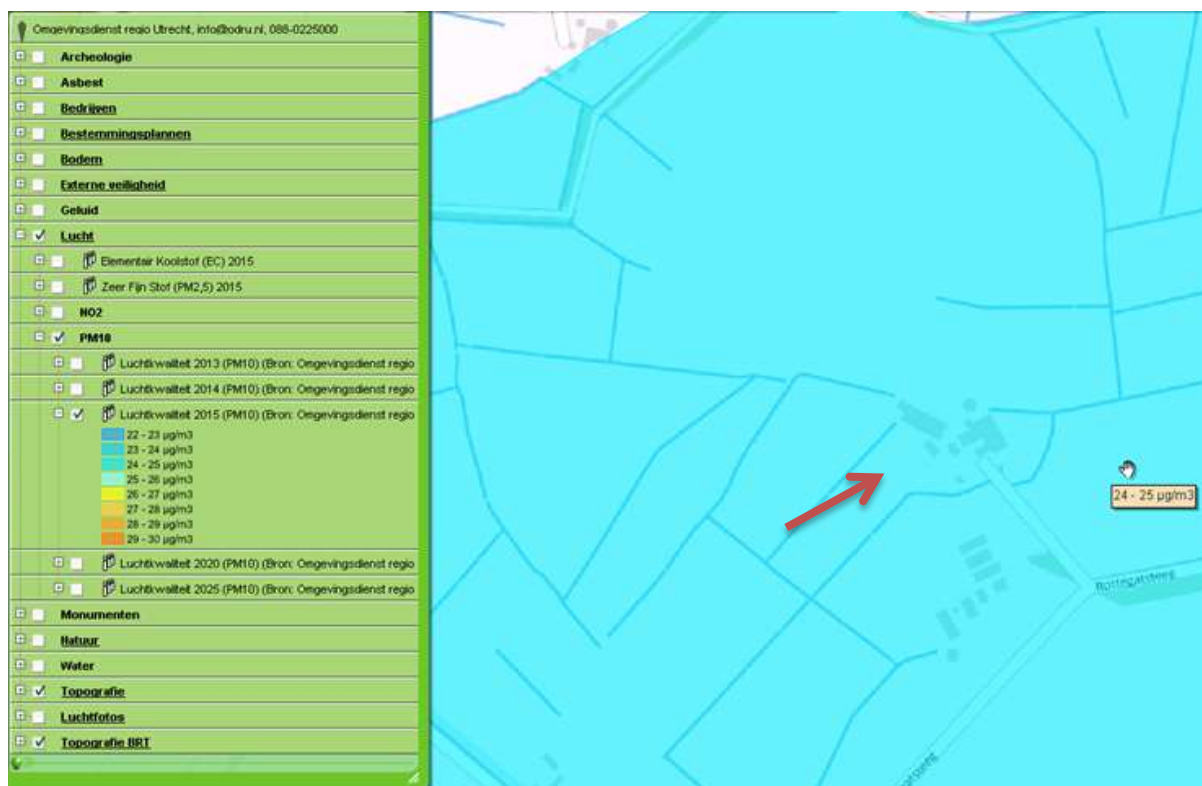 Omgevingsdienst regio Utrecht, info@odru.nl, 088-0225000
Archeologie
Asbest
Bedrijven
Bestemmingsplannen
Bodem
Externe veiligheid
Geluid
Lucht
Elementair Koolstof (EC) 2015
Zeer Fijn Stof (PM2,5) 2015
NO2
PM10
Luchtkwaliteit 2013 (PM10) (Bron: Omgevingsdienst regio
Luchtkwaliteit 2014 (PM10) (Bron: Omgevingsdienst regio
Luchtkwaliteit 2015 (PM10) (Bron: Omgevingsdienst regio
22 - 23 µg/m3
23 - 24 µg/m3
24 - 25 µg/m3
25 - 26 µg/m3
26 - 27 µg/m3
27 - 28 µg/m3
28 - 29 µg/m3
29 - 30 µg/m3
Luchtkwaliteit 2020 (PM10) (Bron: Omgevingsdienst regio
Luchtkwaliteit 2025 (PM10) (Bron: Omgevingsdienst regio
Monumenten
Natuur
Water
Topografie
Luchtfotos
Topografie BRT
24 - 25 µg/m3